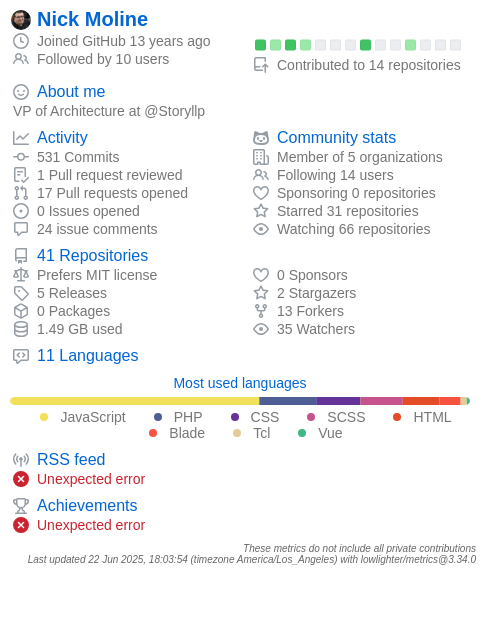 Nick Moline
Joined GitHub 13 years ago
Followed by 10 users
Contributed to 14 repositories
About me
VP of Architecture at @Storyllp
Activity
531 Commits
1 Pull request reviewed
17 Pull requests opened
0 Issues opened
24 issue comments
Community stats
Member of 5 organizations
Following 14 users
Sponsoring 0 repositories
Starred 31 repositories
Watching 66 repositories
41 Repositories
Prefers MIT license
5 Releases
0 Packages
1.49 GB used
0 Sponsors
2 Stargazers
13 Forkers
35 Watchers
11 Languages
Most used languages
JavaScript PHP CSS SCSS HTML
Blade Tcl Vue
RSS feed
Unexpected error
Achievements
Unexpected error
These metrics do not include all private contributions
Last updated 22 Jun 2025, 18:03:54 (timezone America/Los_Angeles) with lowlighter/metrics@3.34.0